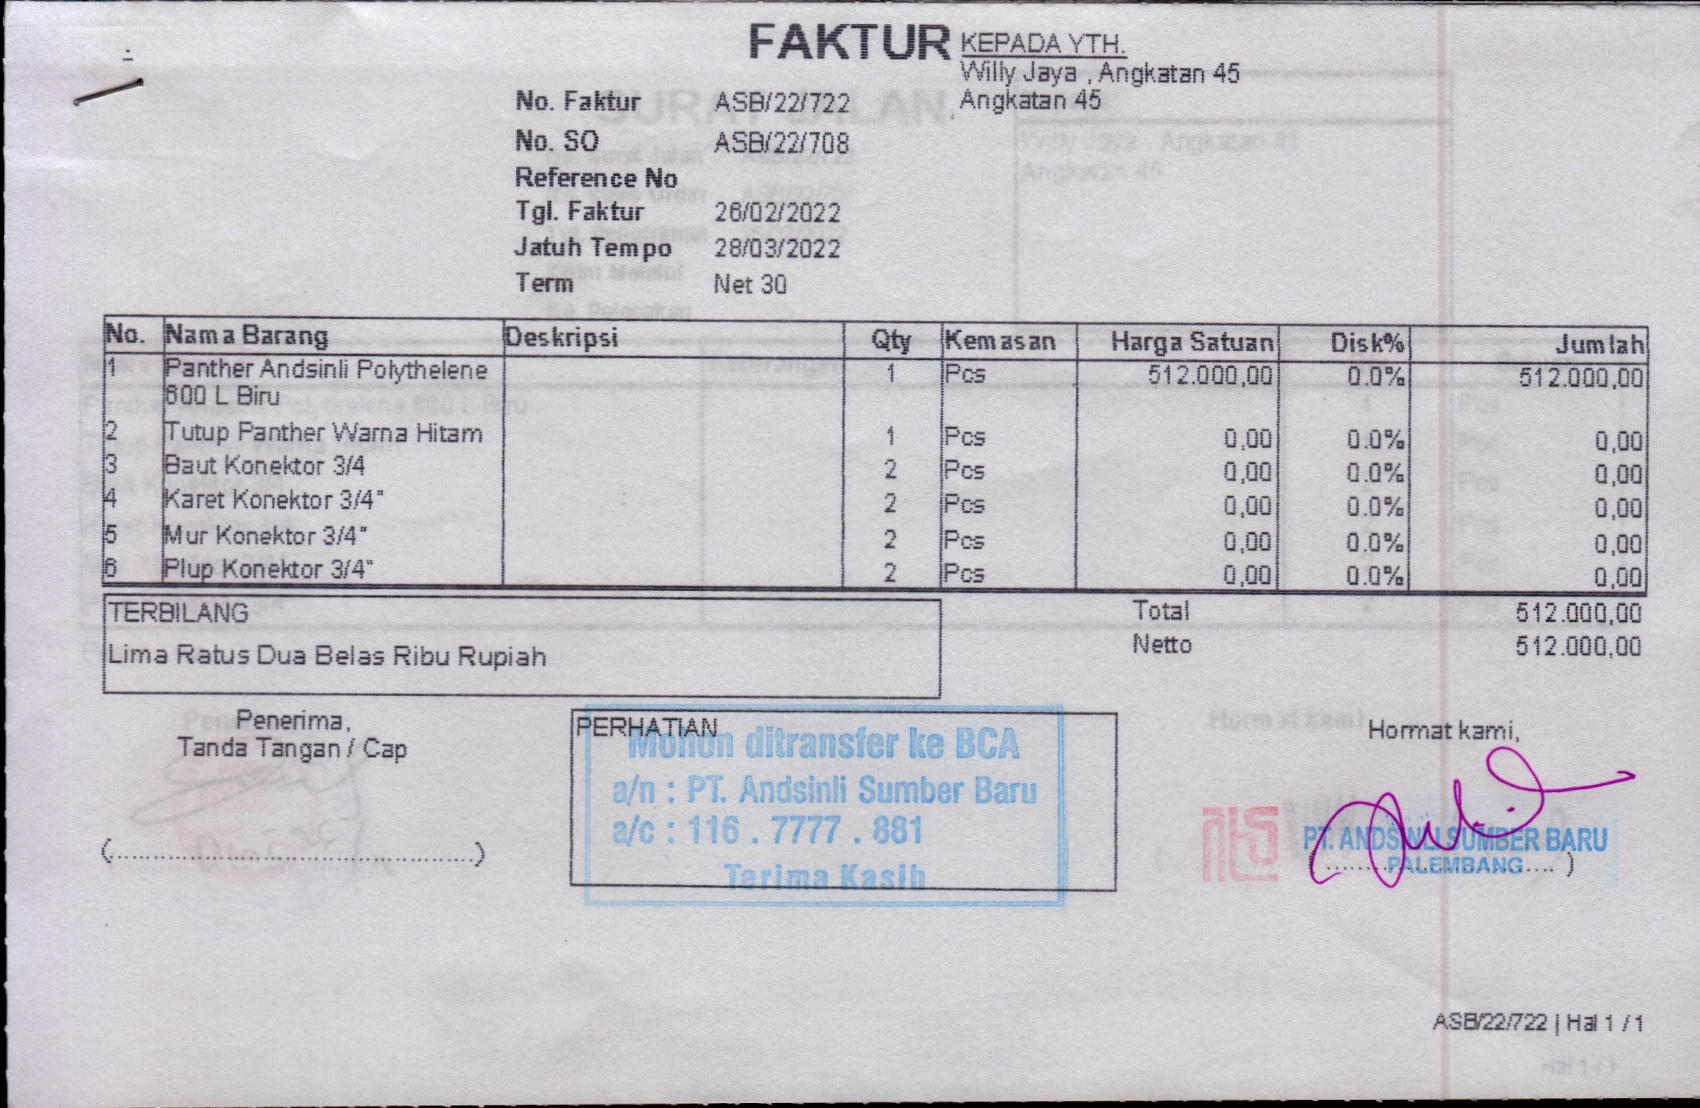 FAKTUR
KEPADA YTH.
Willy Jaya , Angkatan 45
Angkatan 45
No. Faktur ASB/22/722
No. SO ASB/22/708
Reference No
Tgl. Faktur 26/02/2022
Jatuh Tempo 28/03/2022
Term Net 30
No. Nama Barang Deskripsi Qty Kemasan Harga Satuan Disk% Jumlah
1 Panther Andsinli Polythelene 1 Pcs 512.000,00 0.0% 512.000,00
600 L Biru
2 Tutup Panther Warna Hitam 1 Pcs 0,00 0.0% 0,00
3 Baut Konektor 3/4 2 Pcs 0,00 0.0% 0,00
4 Karet Konektor 3/4" 2 Pcs 0,00 0.0% 0,00
5 Mur Konektor 3/4" 2 Pcs 0,00 0.0% 0,00
6 Plup Konektor 3/4" 2 Pcs 0,00 0.0% 0,00
TERBILANG
Lima Ratus Dua Belas Ribu Rupiah
Total 512.000,00
Netto 512.000,00
Penerima,
Tanda Tangan / Cap
PERHATIAN
Mohon ditransfer ke BCA
a/n : PT. Andsinli Sumber Baru
a/c : 116 . 7777 . 881
Terima Kasih
Hormat kami,
PT. ANDSINLI SUMBER BARU
PALEMBANG
ASB/22/722 | Hal 1 / 1